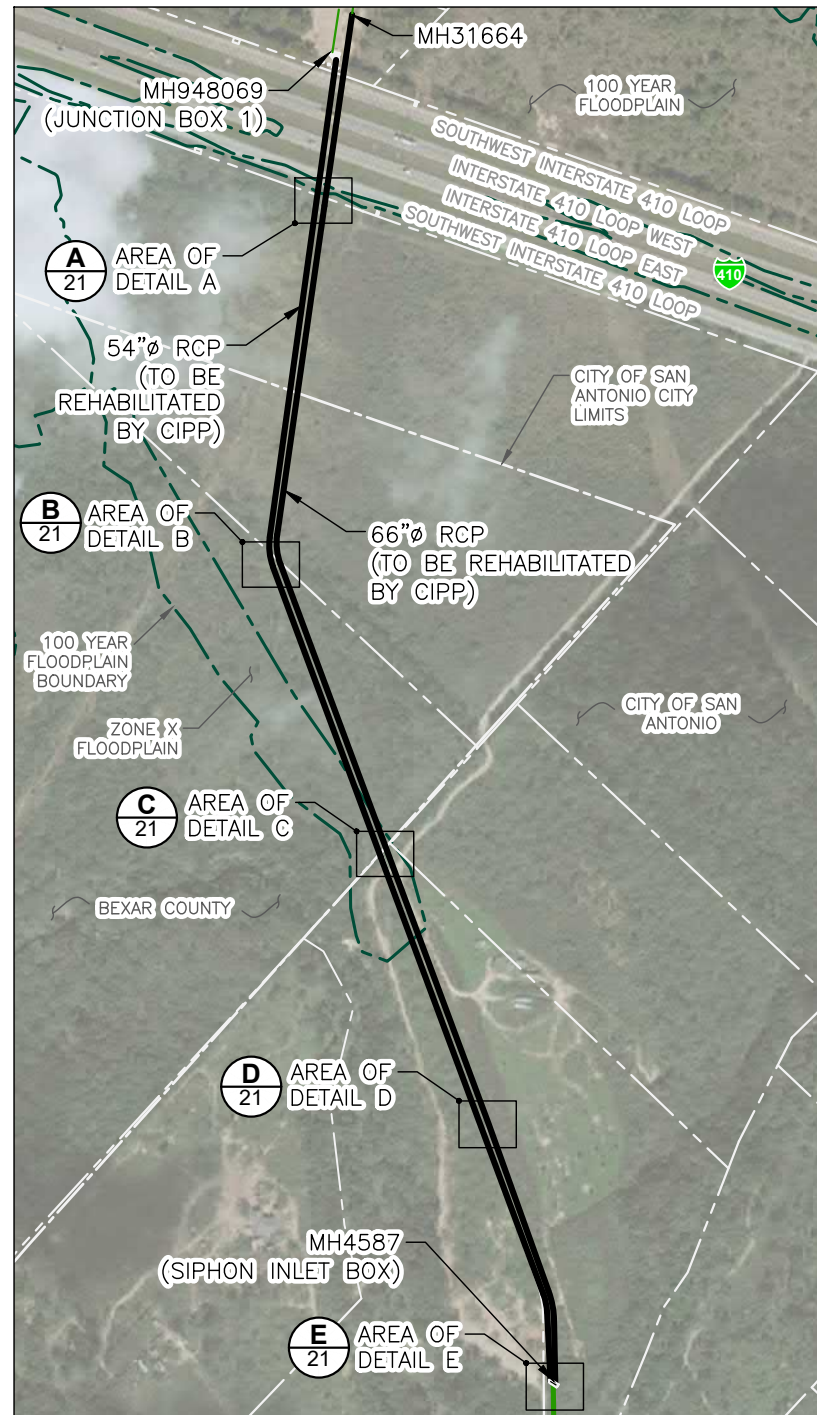 MH31664
MH948069
(JUNCTION BOX 1)
100 YEAR
FLOODPLAIN
SOUTHWEST INTERSTATE 410 LOOP
INTERSTATE 410 LOOP WEST
INTERSTATE 410 LOOP EAST
SOUTHWEST INTERSTATE 410 LOOP
410
A
21
AREA OF
DETAIL A
54"ø RCP
(TO BE
REHABILITATED
BY CIPP)
CITY OF SAN
ANTONIO CITY
LIMITS
B
21
AREA OF
DETAIL B
66"ø RCP
(TO BE REHABILITATED
BY CIPP)
100 YEAR
FLOODPLAIN
BOUNDARY
ZONE X
FLOODPLAIN
CITY OF SAN
ANTONIO
C
21
AREA OF
DETAIL C
BEXAR COUNTY
D
21
AREA OF
DETAIL D
MH4587
(SIPHON INLET BOX)
E
21
AREA OF
DETAIL E